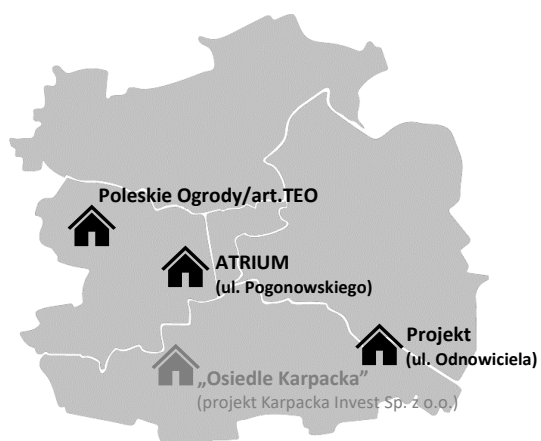 Poleskie Ogrody/art.TEO
ATRIUM
(ul. Pogonowskiego)
Projekt
(ul. Odnowiciela)
„Osiedle Karpacka”
(projekt Karpacka Invest Sp. z o.o.)